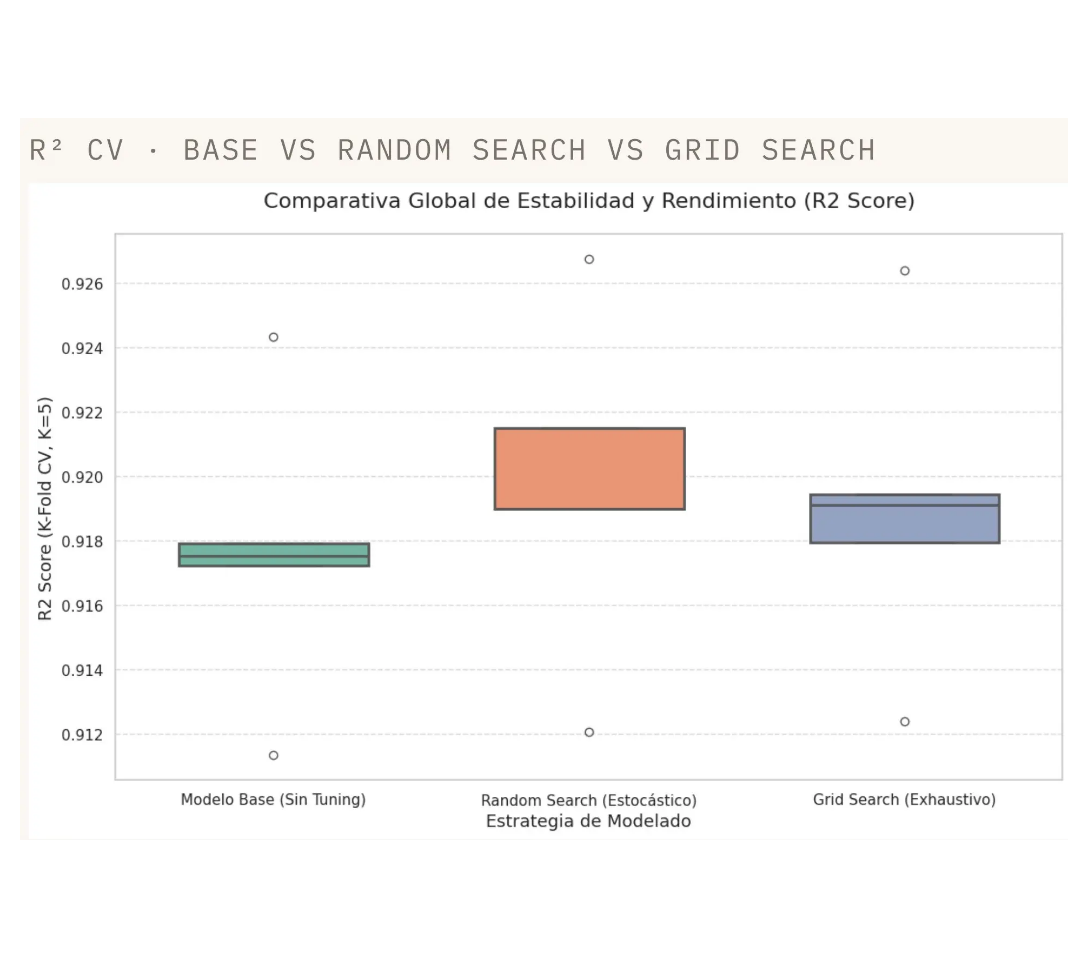 R² CV · BASE VS RANDOM SEARCH VS GRID SEARCH
Comparativa Global de Estabilidad y Rendimiento (R2 Score)
R2 Score (K-Fold CV, K=5)
0.926
0.924
0.922
0.920
0.918
0.916
0.914
0.912
Modelo Base (Sin Tuning) Random Search (Estocástico) Grid Search (Exhaustivo)
Estrategia de Modelado